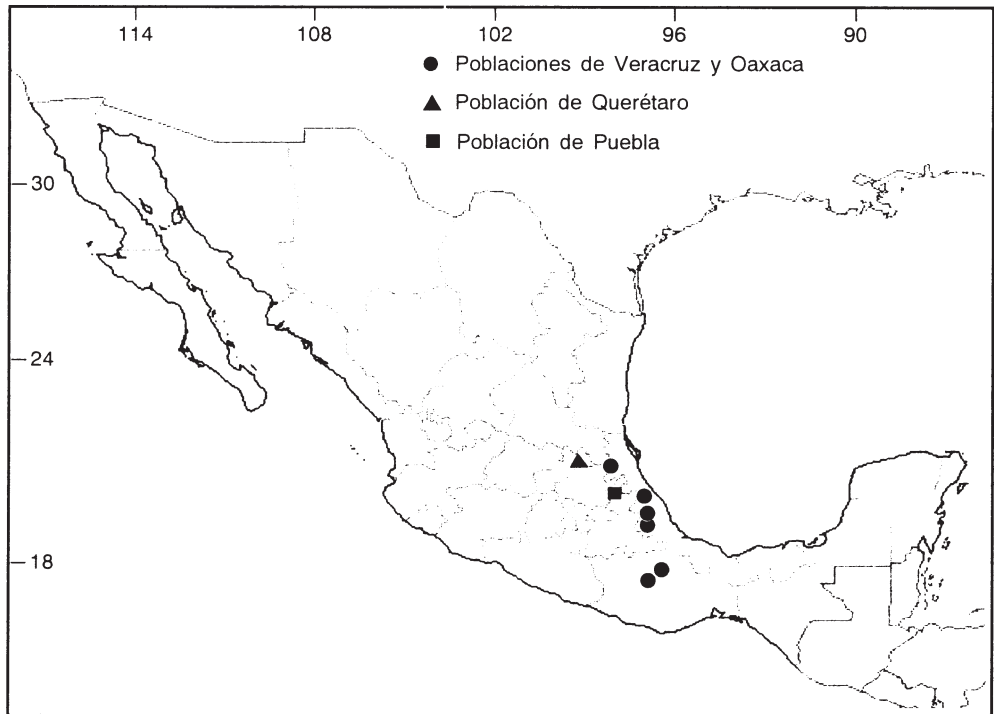 114 108 102 96 90
Poblaciones de Veracruz y Oaxaca
Población de Querétaro
Población de Puebla
30
24
18